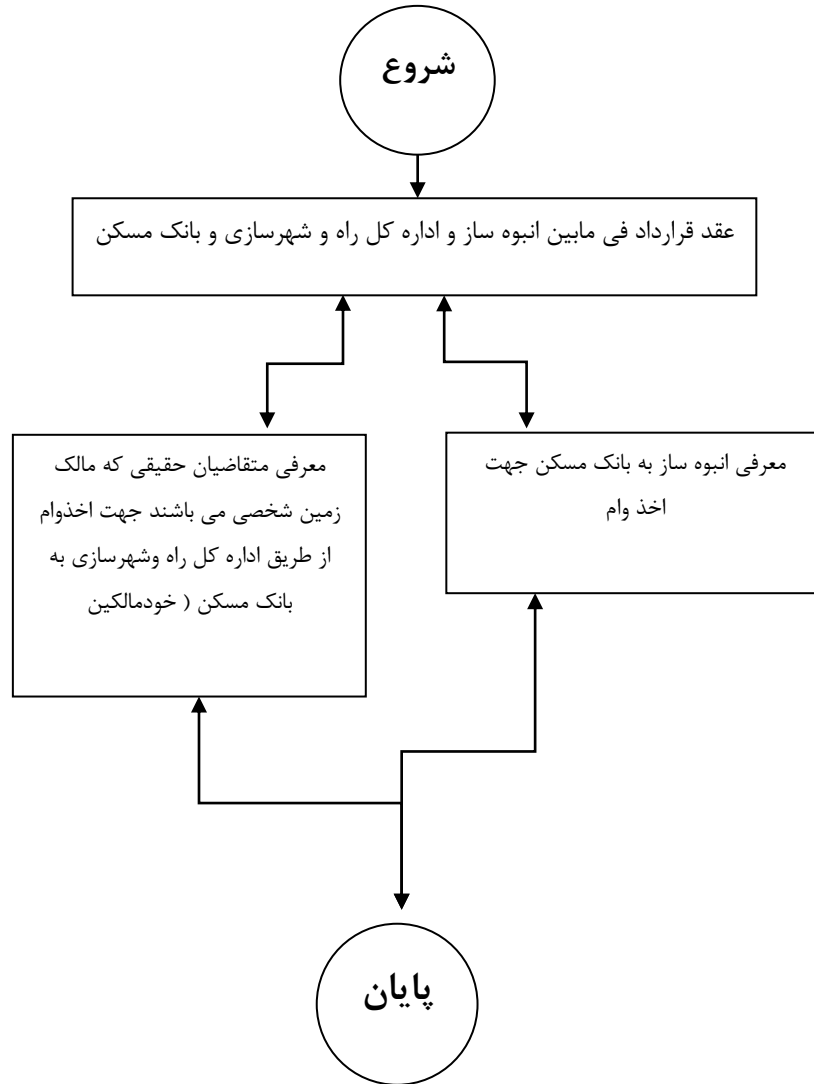 شروع
عقد قرارداد فی مابین انبوه ساز و اداره کل راه و شهرسازی و بانک مسکن
معرفی انبوه ساز به بانک مسکن جهت
اخذ وام
معرفی متقاضیان حقیقی که مالک
زمین شخصی می باشند جهت اخذوام
از طریق اداره کل راه وشهرسازی به
بانک مسکن ( خودمالکین
پایان